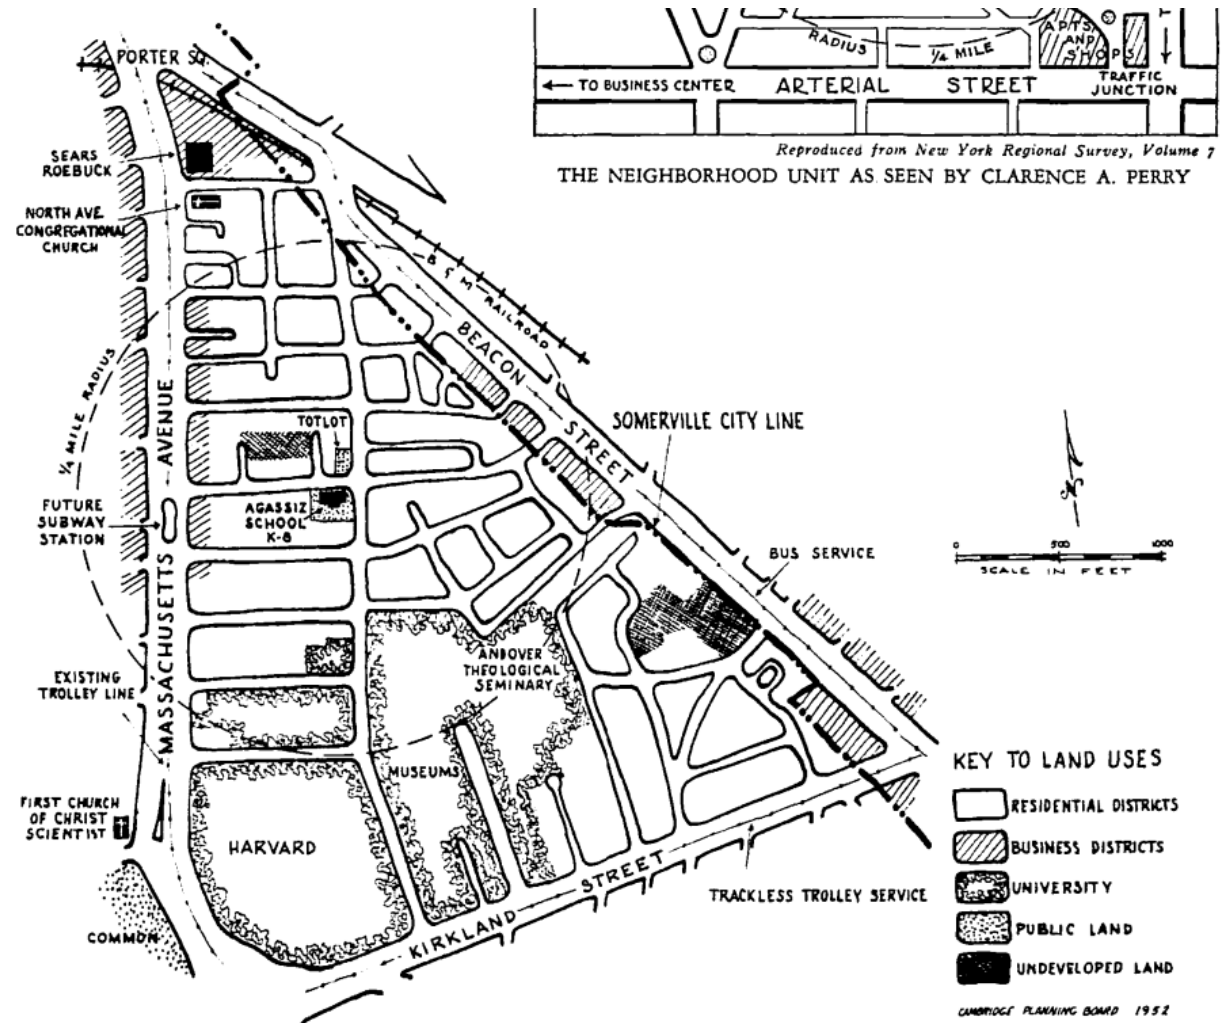 RADIUS
1/4 MILE
APTS.
AND
SHOPS
← TO BUSINESS CENTER
ARTERIAL STREET
TRAFFIC
JUNCTION
Reproduced from New York Regional Survey, Volume 7
THE NEIGHBORHOOD UNIT AS SEEN BY CLARENCE A. PERRY
PORTER SQ.
SEARS
ROEBUCK
NORTH AVE.
CONGREGATIONAL
CHURCH
B & M RAILROAD
BEACON STREET
1/4 MILE RADIUS
MASSACHUSETTS AVENUE
TOTLOT
SOMERVILLE CITY LINE
FUTURE
SUBWAY
STATION
AGASSIZ
SCHOOL
K-8
N
BUS SERVICE
0 500 1000
SCALE IN FEET
ANDOVER
THEOLOGICAL
SEMINARY
EXISTING
TROLLEY LINE
MUSEUMS
FIRST CHURCH
OF CHRIST
SCIENTIST
HARVARD
COMMON
KIRKLAND STREET
TRACKLESS TROLLEY SERVICE
KEY TO LAND USES
RESIDENTIAL DISTRICTS
BUSINESS DISTRICTS
UNIVERSITY
PUBLIC LAND
UNDEVELOPED LAND
CAMBRIDGE PLANNING BOARD 1952